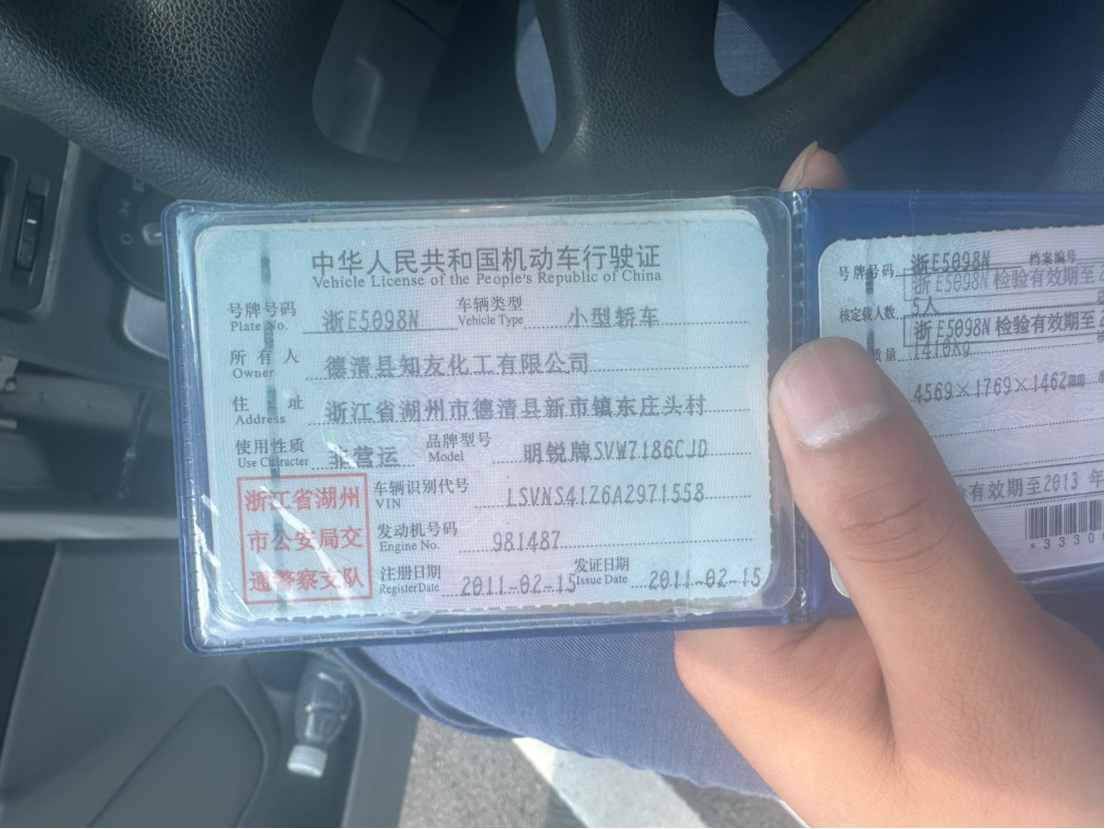 中华人民共和国机动车行驶证
Vehicle License of the People's Republic of China
号牌号码 Plate No. 浙E5098N 车辆类型 Vehicle Type 小型轿车
所有人 Owner 德清县知友化工有限公司
住址 Address 浙江省湖州市德清县新市镇东庄头村
使用性质 Use Character 非营运 品牌型号 Model 明锐牌SVW7186CJD
浙江省湖州
市公安局交
通警察支队
车辆识别代号 VIN LSVNS41Z6A2971558
发动机号码 Engine No. 981487
注册日期 Register Date 2011-02-15 发证日期 Issue Date 2011-02-15
号牌号码 浙E5098N 档案编号
浙E5098N 检验有效期至2
核定载人数 5人
浙E5098N 检验有效期至2
质量 1410kg
4569×1769×1462mm
有效期至2013 年
*3330